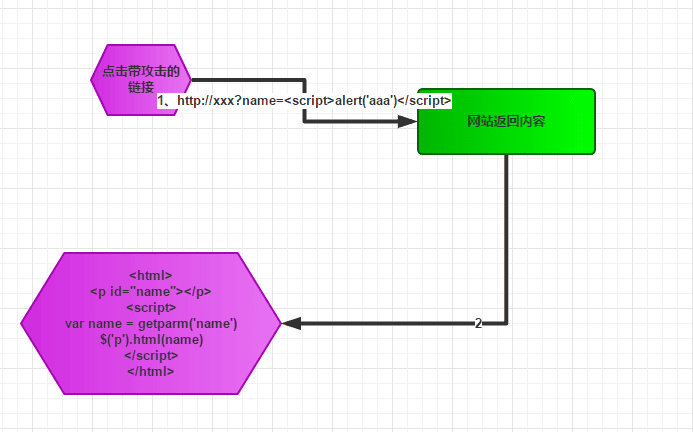 点击带攻击的
链接
1、http://xxx?name=<script>alert('aaa')</script>
网站返回内容
2
<html>
<p id="name"></p>
<script>
var name = getparm('name')
$('p').html(name)
</script>
</html>